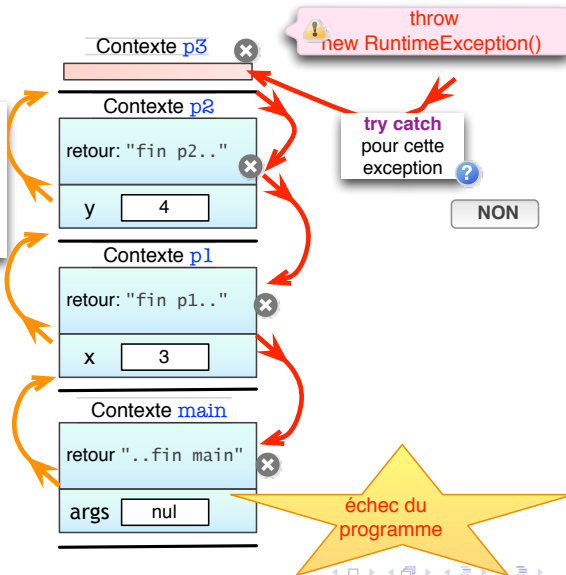 throw
new RuntimeException()
Contexte p3
try catch
pour cette
exception
?
NON
Contexte p2
retour: "fin p2.."
y 4
Contexte p1
retour: "fin p1.."
x 3
Contexte main
retour "..fin main"
args nul
échec du
programme